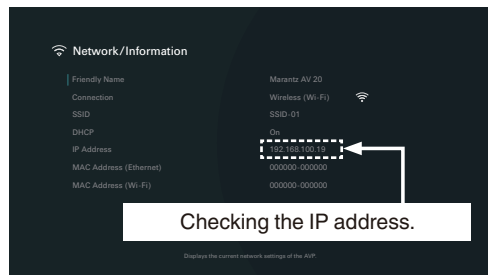 Network/Information
Friendly Name Marantz AV 20
Connection Wireless (Wi-Fi)
SSID SSID-01
DHCP On
IP Address 192.168.100.19
MAC Address (Ethernet) 000000-000000
MAC Address (Wi-Fi) 000000-000000
Checking the IP address.
Displays the current network settings of the AVP.